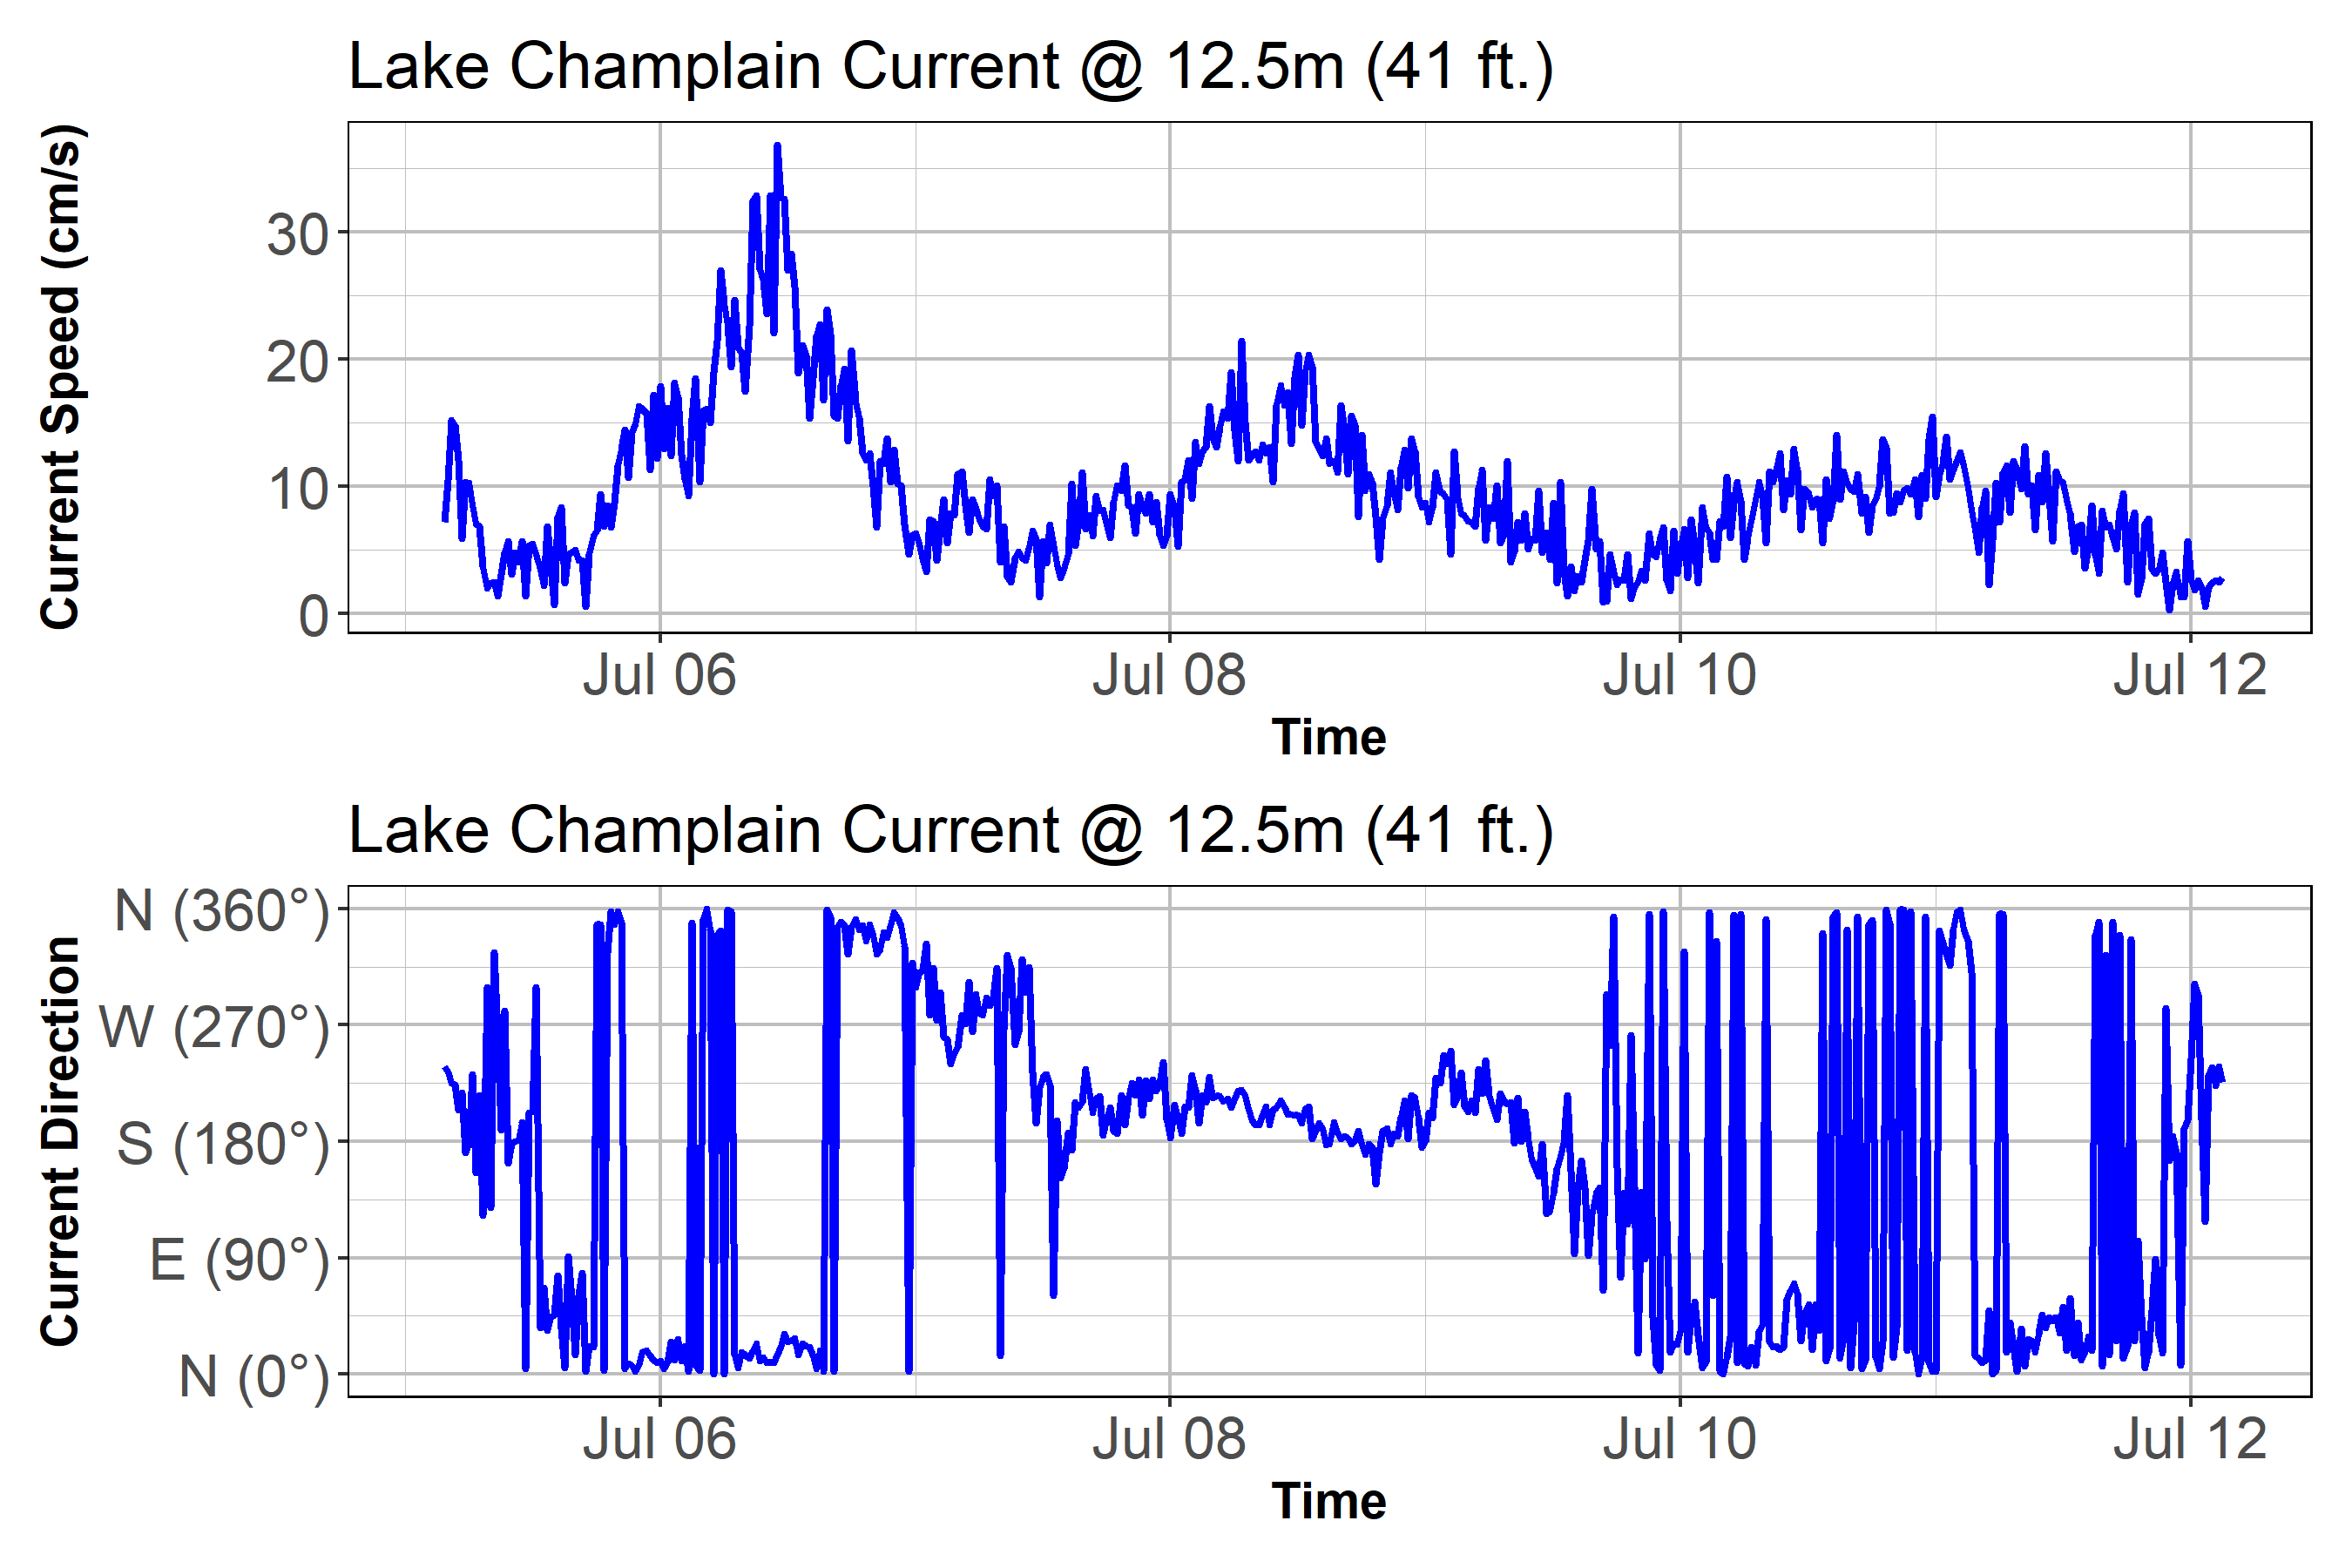 Lake Champlain Current @ 12.5m (41 ft.)
Current Speed (cm/s)
30
20
10
0
Jul 06 Jul 08 Jul 10 Jul 12
Time
Lake Champlain Current @ 12.5m (41 ft.)
Current Direction
N (360°)
W (270°)
S (180°)
E (90°)
N (0°)
Jul 06 Jul 08 Jul 10 Jul 12
Time